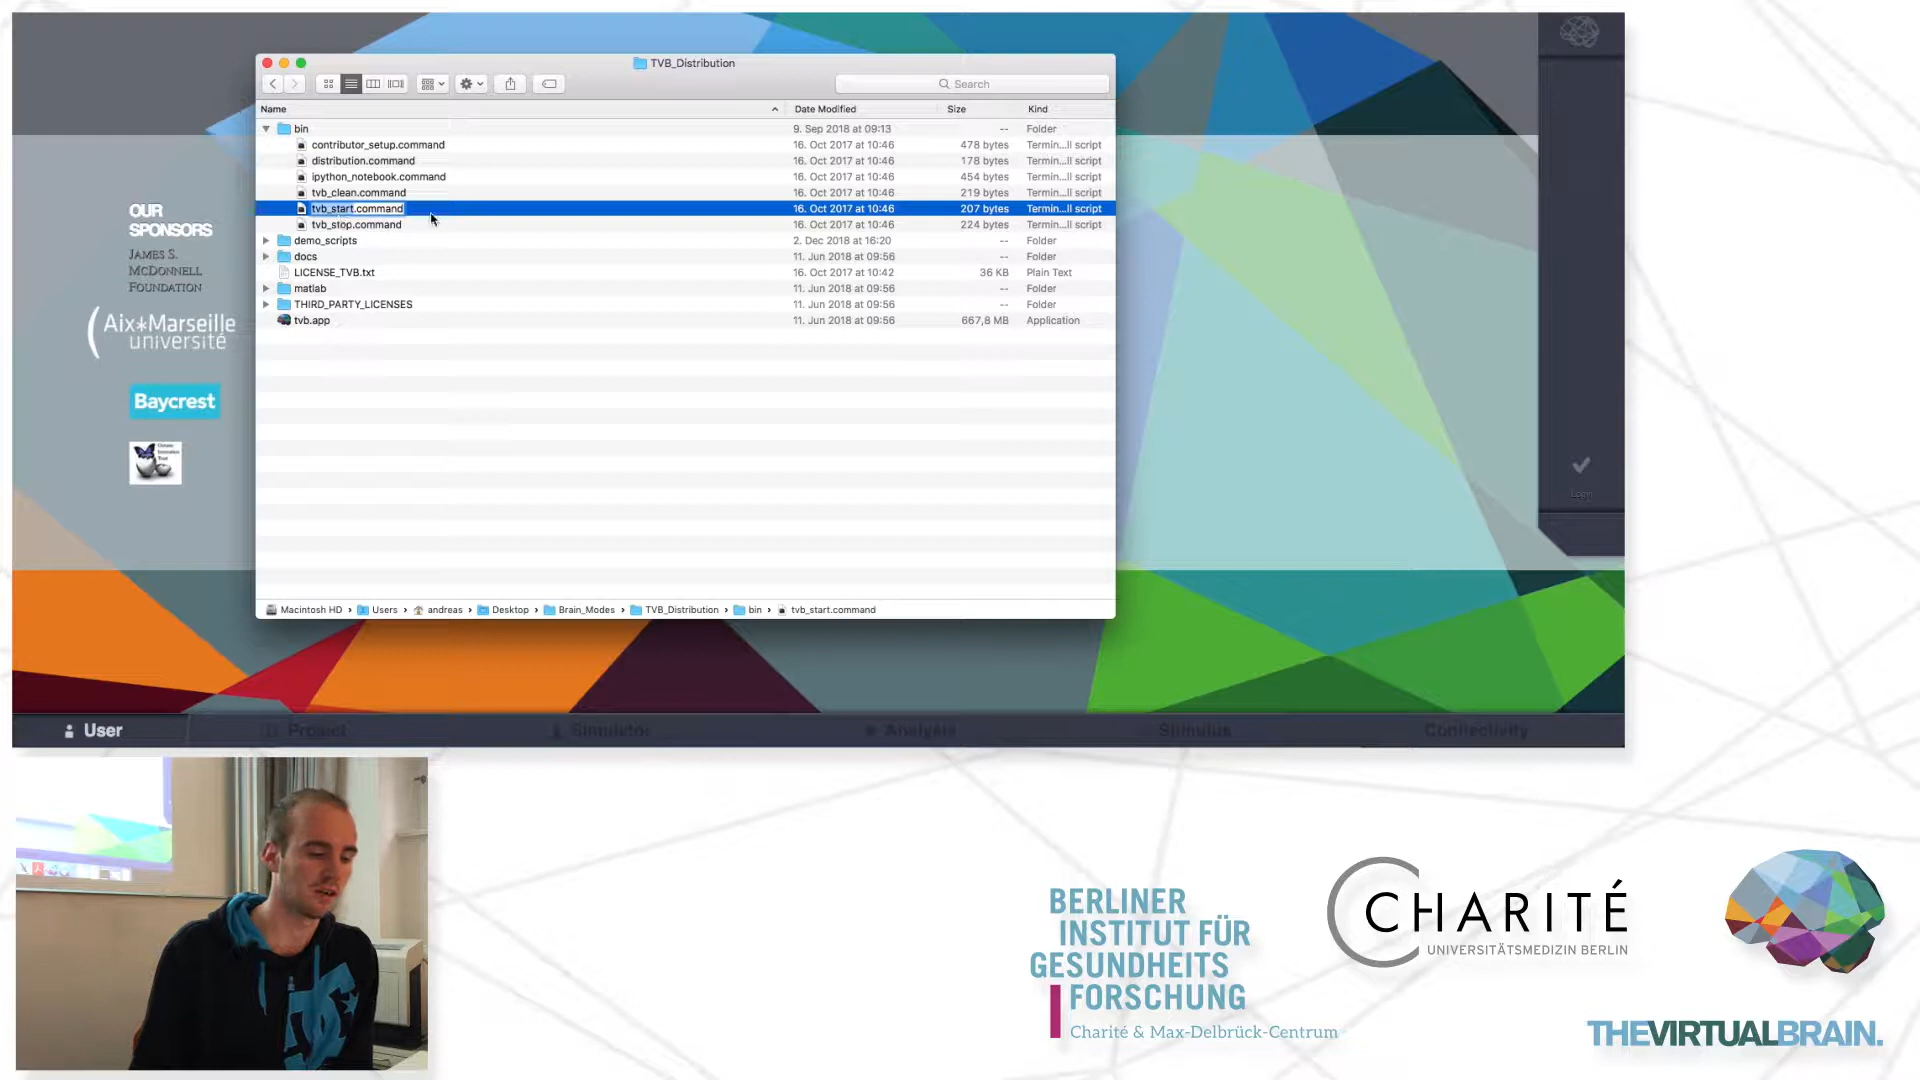 TVB_Distribution
Search
Name Date Modified Size Kind
bin 9. Sep 2018 at 09:13 -- Folder
contributor_setup.command 16. Oct 2017 at 10:46 478 bytes Termin...ll script
distribution.command 16. Oct 2017 at 10:46 178 bytes Termin...ll script
ipython_notebook.command 16. Oct 2017 at 10:46 454 bytes Termin...ll script
tvb_clean.command 16. Oct 2017 at 10:46 219 bytes Termin...ll script
tvb_start.command 16. Oct 2017 at 10:46 207 bytes Termin...ll script
tvb_stop.command 16. Oct 2017 at 10:46 224 bytes Termin...ll script
demo_scripts 2. Dec 2018 at 16:20 -- Folder
docs 11. Jun 2018 at 09:56 -- Folder
LICENSE_TVB.txt 16. Oct 2017 at 10:42 36 KB Plain Text
matlab 11. Jun 2018 at 09:56 -- Folder
THIRD_PARTY_LICENSES 11. Jun 2018 at 09:56 -- Folder
tvb.app 11. Jun 2018 at 09:56 667,8 MB Application
Macintosh HD › Users › andreas › Desktop › Brain_Modes › TVB_Distribution › bin › tvb_start.command
OUR
SPONSORS
JAMES S.
MCDONNELL
FOUNDATION
Aix*Marseille
université
Baycrest
Login
User Project Simulator Analysis Stimulus Connectivity
BERLINER
INSTITUT FÜR
GESUNDHEITS
FORSCHUNG
Charité & Max-Delbrück-Centrum
CHARITÉ
UNIVERSITÄTSMEDIZIN BERLIN
THEVIRTUALBRAIN.